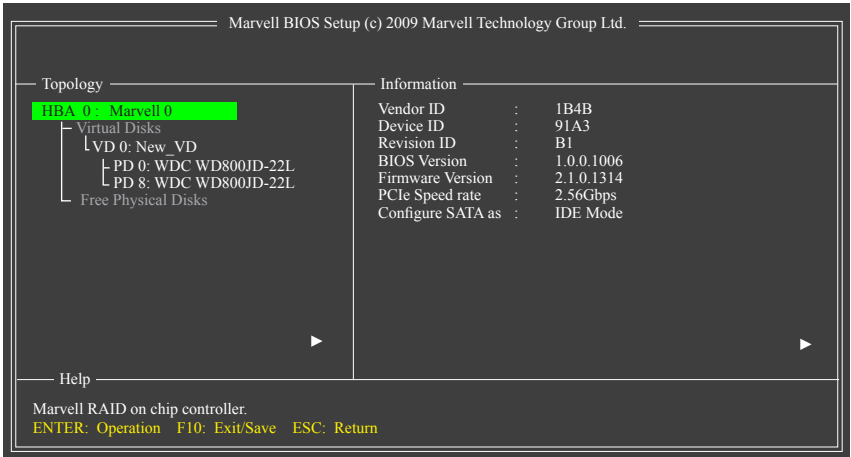 Marvell BIOS Setup (c) 2009 Marvell Technology Group Ltd.
Topology
HBA 0 : Marvell 0
Virtual Disks
VD 0: New_VD
PD 0: WDC WD800JD-22L
PD 8: WDC WD800JD-22L
Free Physical Disks
Information
Vendor ID : 1B4B
Device ID : 91A3
Revision ID : B1
BIOS Version : 1.0.0.1006
Firmware Version : 2.1.0.1314
PCIe Speed rate : 2.56Gbps
Configure SATA as : IDE Mode
Help
Marvell RAID on chip controller.
ENTER: Operation F10: Exit/Save ESC: Return